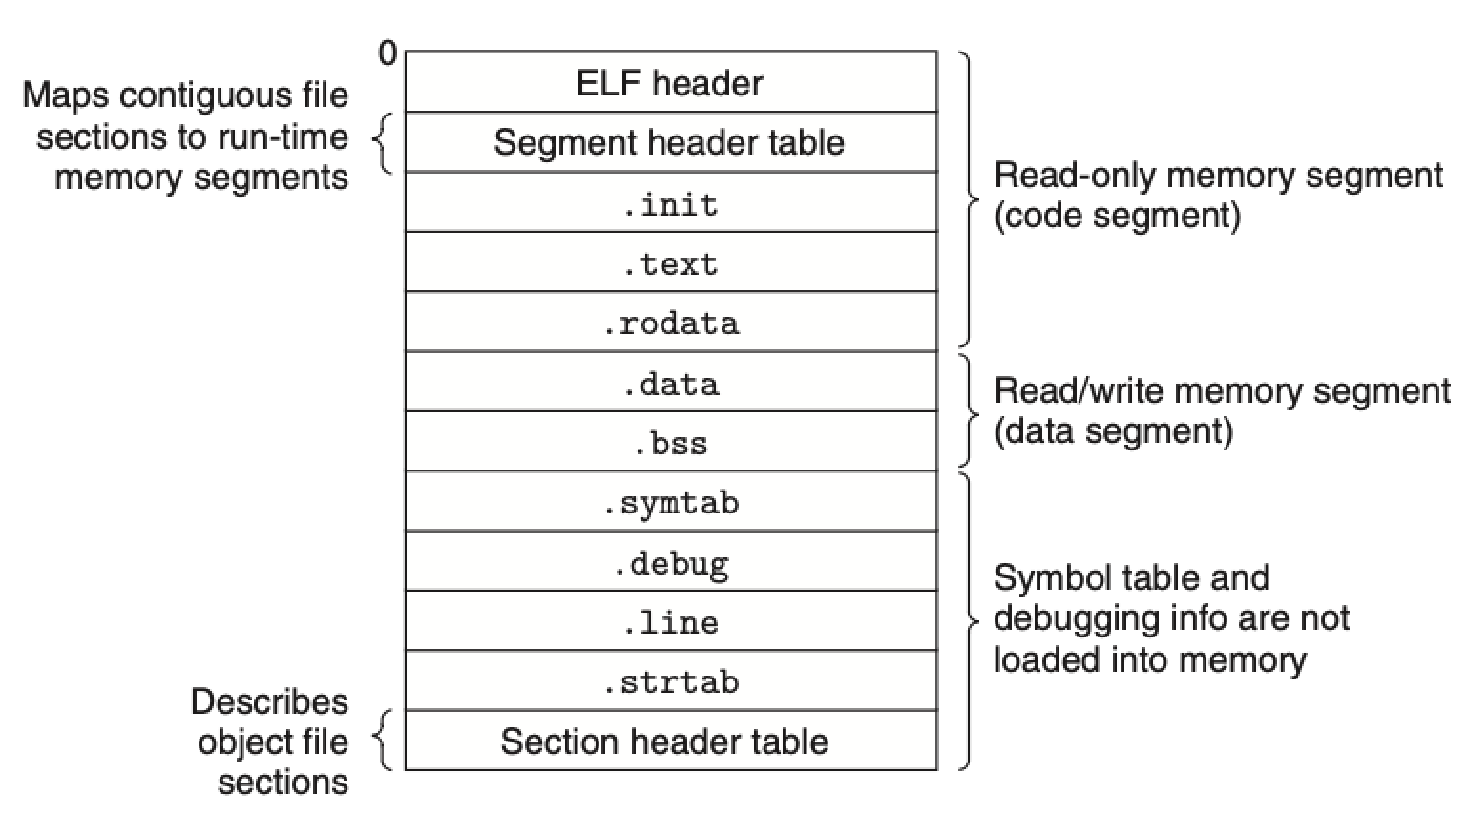 0
ELF header
Maps contiguous file
sections to run-time
memory segments
Segment header table
.init
.text
.rodata
Read-only memory segment
(code segment)
.data
.bss
Read/write memory segment
(data segment)
.symtab
.debug
.line
.strtab
Symbol table and
debugging info are not
loaded into memory
Describes
object file
sections
Section header table